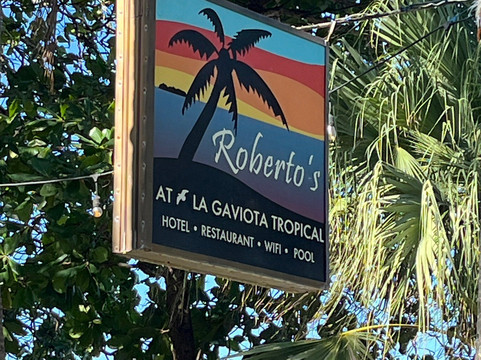 Roberto's
AT LA GAVIOTA TROPICAL
HOTEL • RESTAURANT • WIFI • POOL